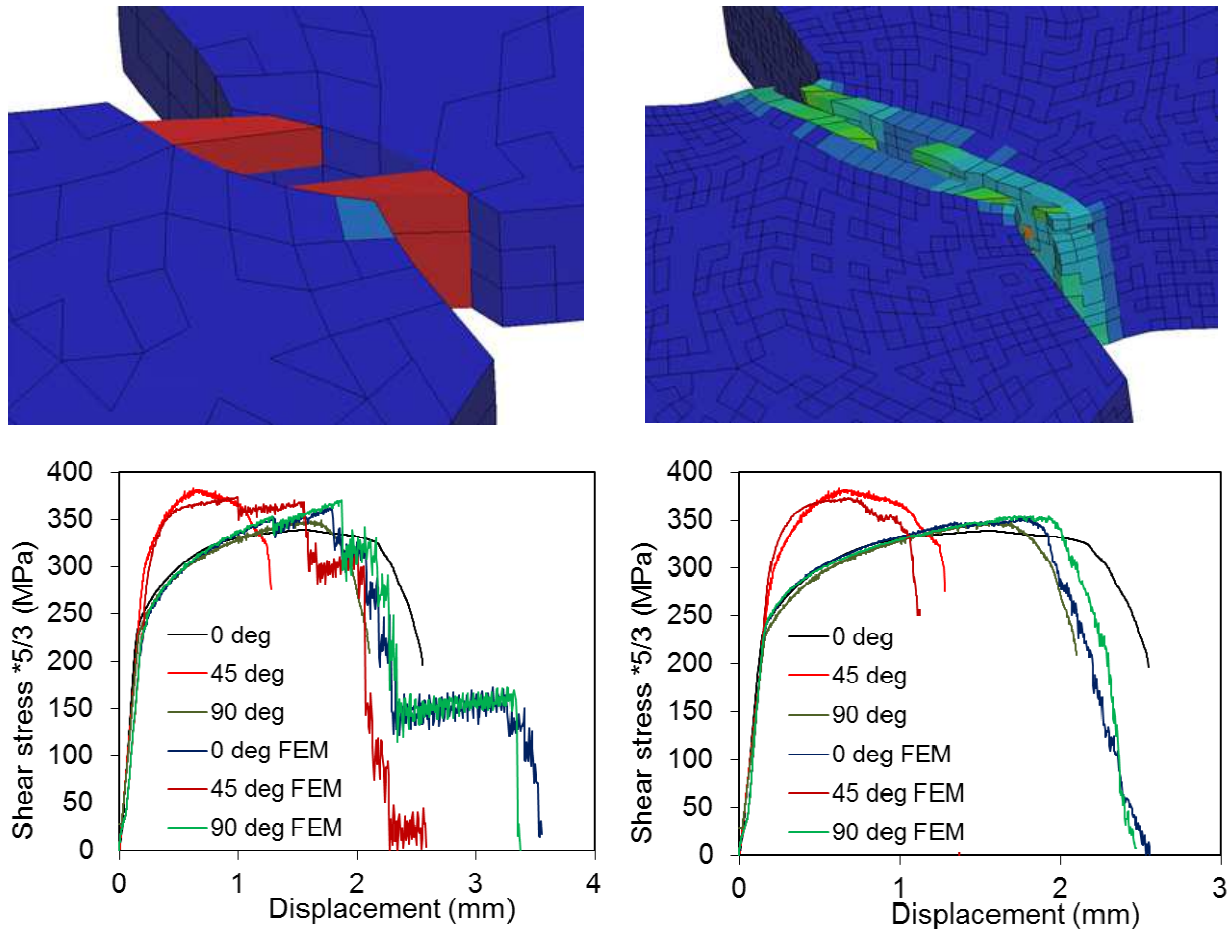 400
350
300
250
200
150
100
50
0
Shear stress *5/3 (MPa)
0 deg
45 deg
90 deg
0 deg FEM
45 deg FEM
90 deg FEM
0 1 2 3 4
Displacement (mm)
400
350
300
250
200
150
100
50
0
Shear stress *5/3 (MPa)
0 deg
45 deg
90 deg
0 deg FEM
45 deg FEM
90 deg FEM
0 1 2 3
Displacement (mm)